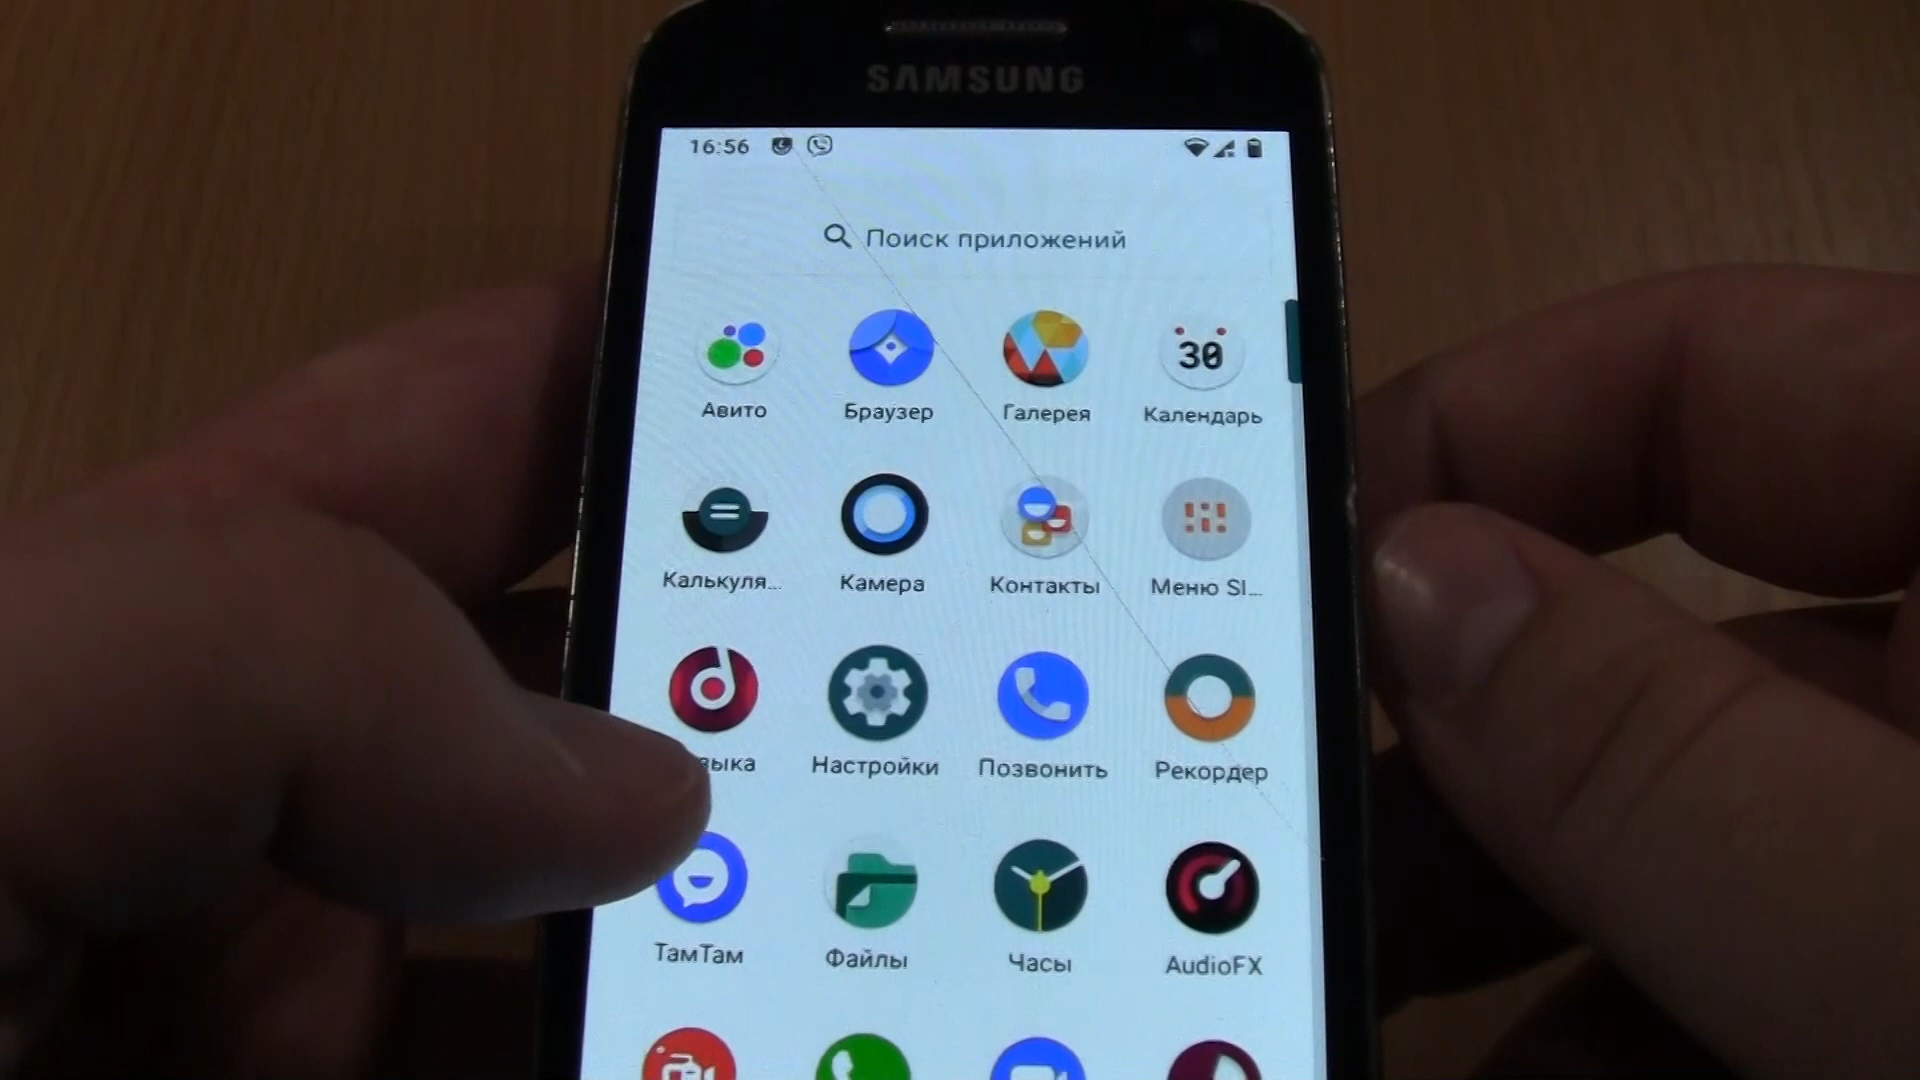 SAMSUNG
16:56
Поиск приложений
Авито Браузер Галерея Календарь
30
Калькуля... Камера Контакты Меню SI...
зыка Настройки Позвонить Рекордер
ТамТам Файлы Часы AudioFX